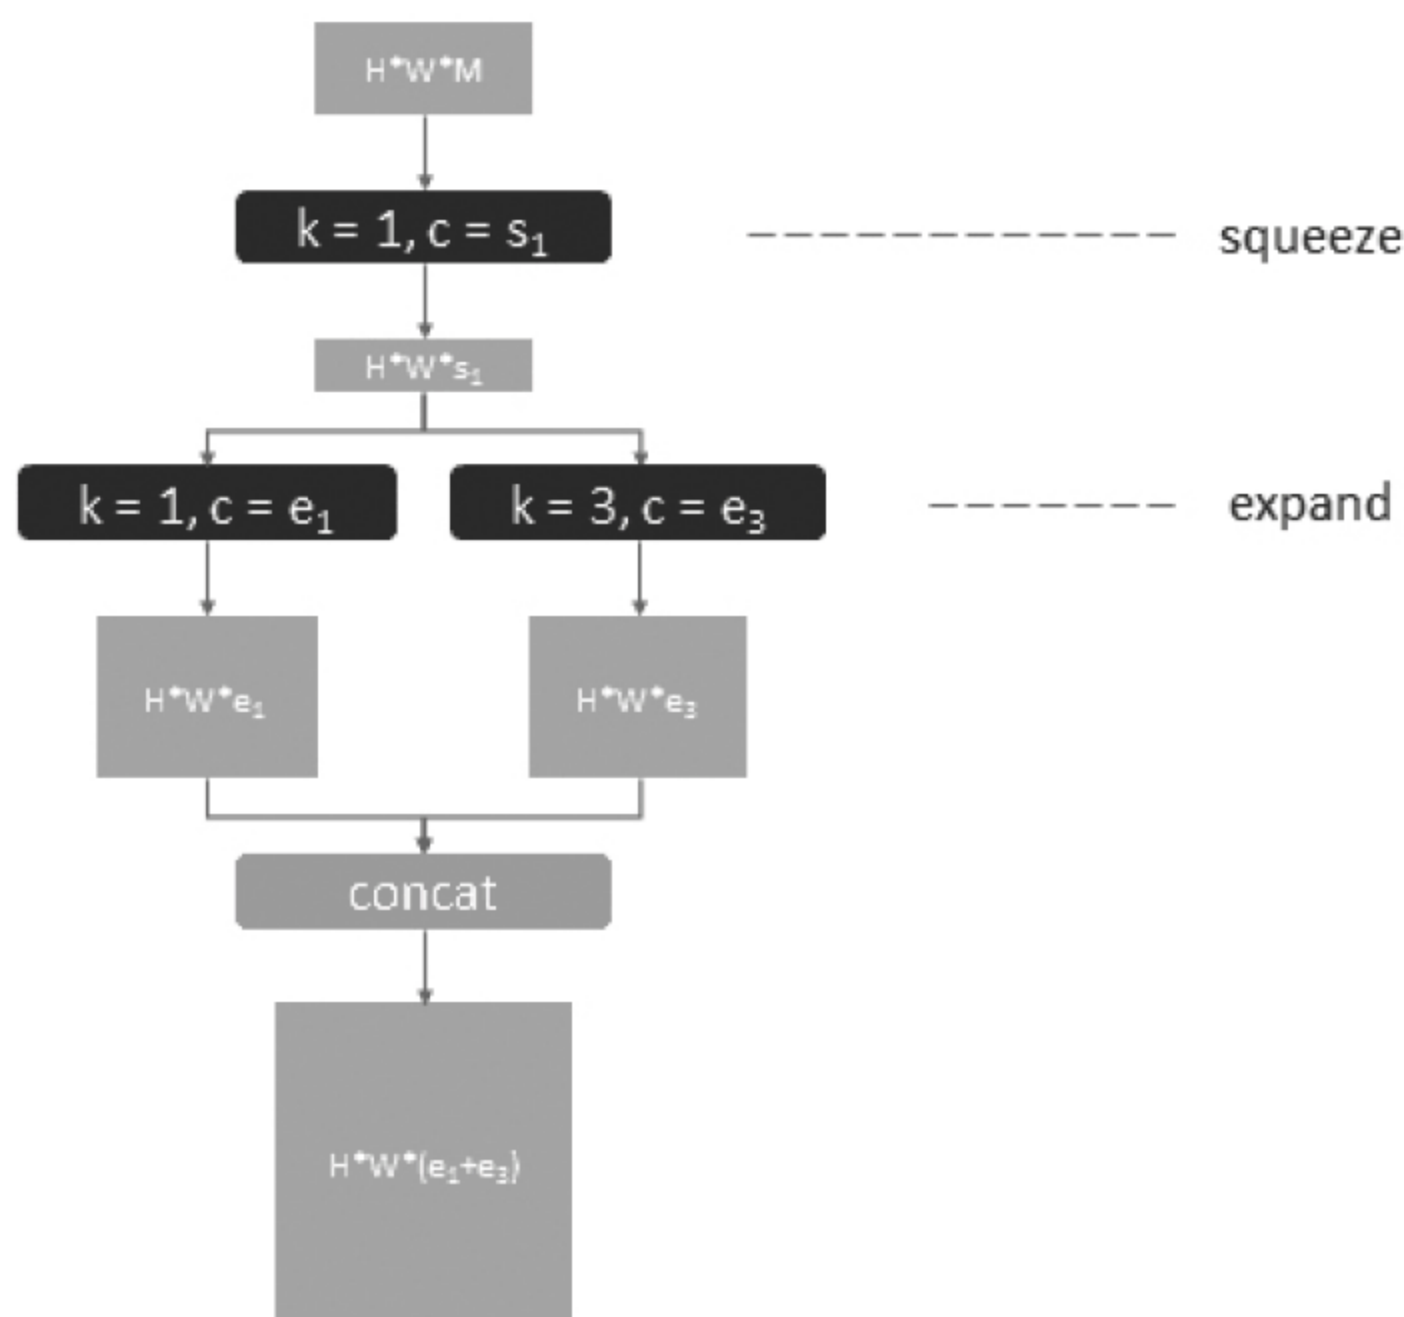 H*W*M
k = 1, c = s₁
squeeze
H*W*s₁
k = 1, c = e₁
k = 3, c = e₃
expand
H*W*e₁
H*W*e₃
concat
H*W*(e₁+e₃)